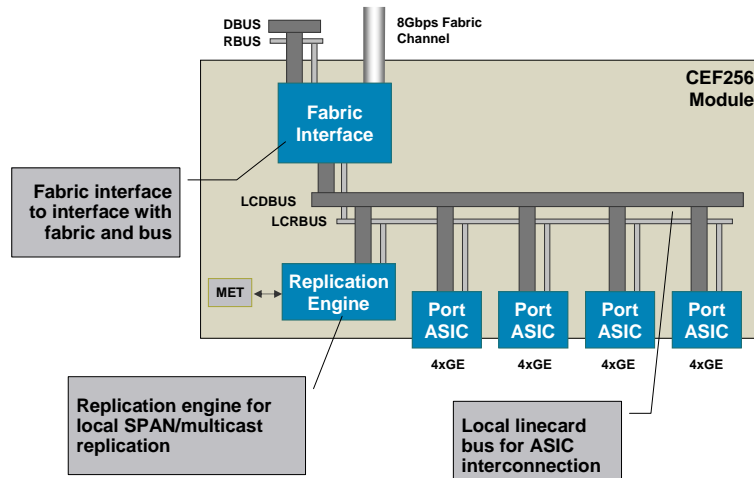 DBUS
RBUS
8Gbps Fabric
Channel
CEF256
Module
Fabric
Interface
Fabric interface
to interface with
fabric and bus
LCDBUS
LCRBUS
MET
Replication
Engine
Port
ASIC
Port
ASIC
Port
ASIC
Port
ASIC
4xGE
4xGE
4xGE
4xGE
Replication engine for
local SPAN/multicast
replication
Local linecard
bus for ASIC
interconnection